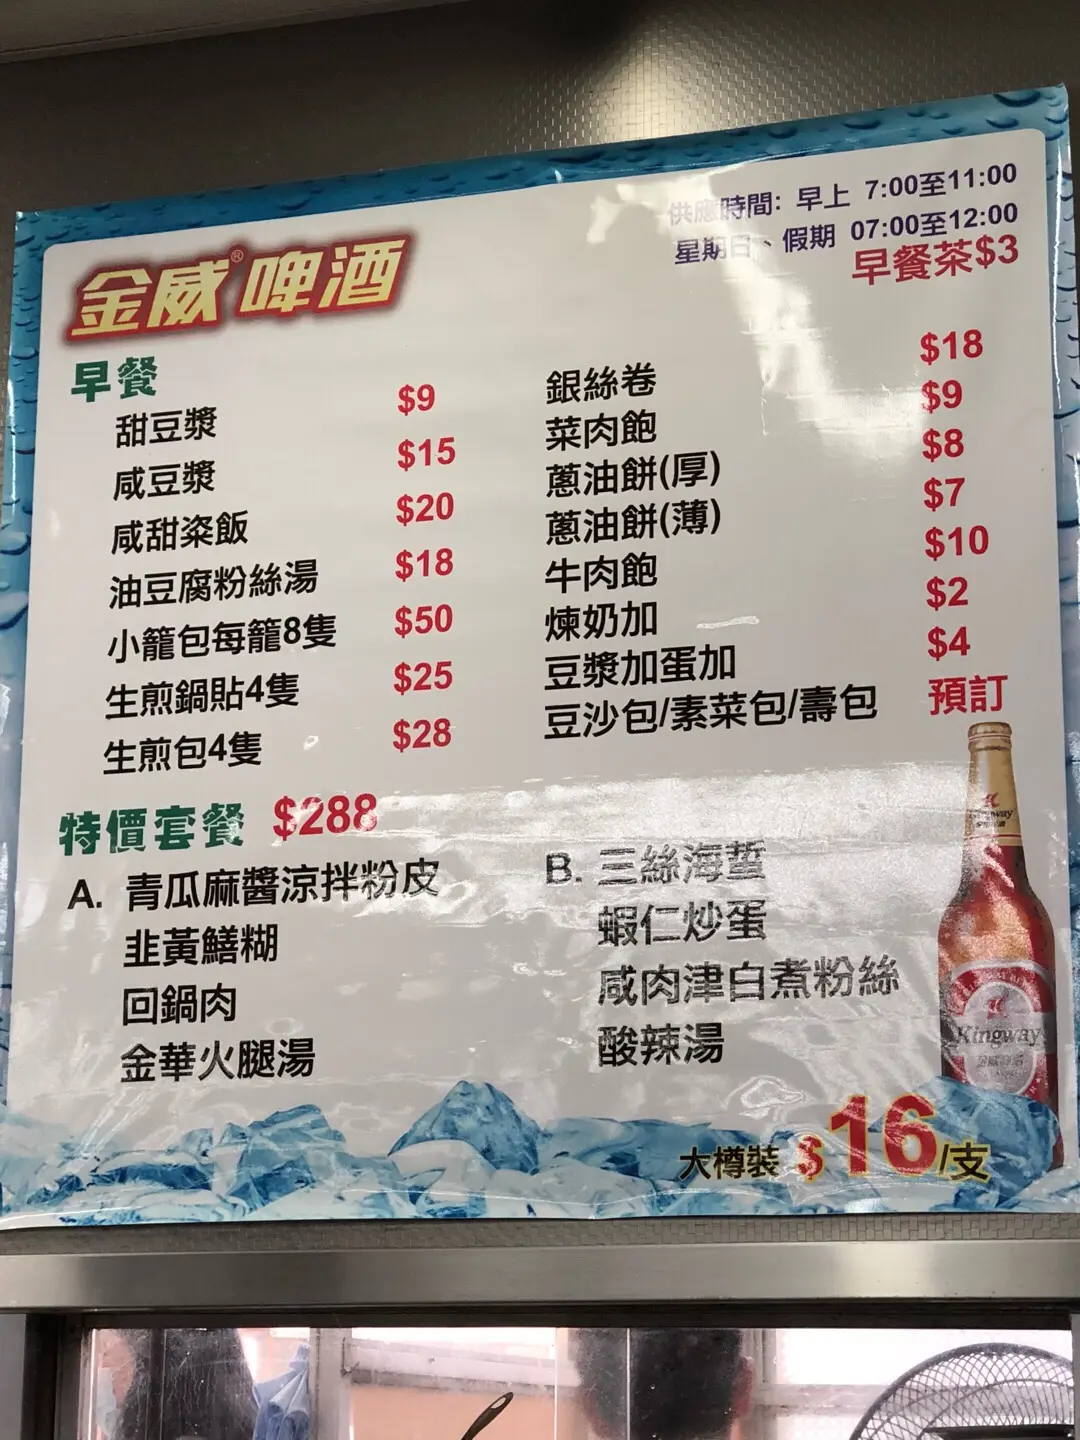 供應時間: 早上 7:00至11:00
星期日、假期 07:00至12:00
早餐茶$3
金威®啤酒
早餐
甜豆漿 $9
咸豆漿 $15
咸甜粢飯 $20
油豆腐粉絲湯 $18
小籠包每籠8隻 $50
生煎鍋貼4隻 $25
生煎包4隻 $28
銀絲卷 $18
菜肉飽 $9
蔥油餅(厚) $8
蔥油餅(薄) $7
牛肉飽 $10
煉奶加 $2
豆漿加蛋加 $4
豆沙包/素菜包/壽包 預訂
特價套餐 $288
A. 青瓜麻醬涼拌粉皮
韭黃鱔糊
回鍋肉
金華火腿湯
B. 三絲海蜇
蝦仁炒蛋
咸肉津白煮粉絲
酸辣湯
Kingway
Kingway
大樽裝 $16/支